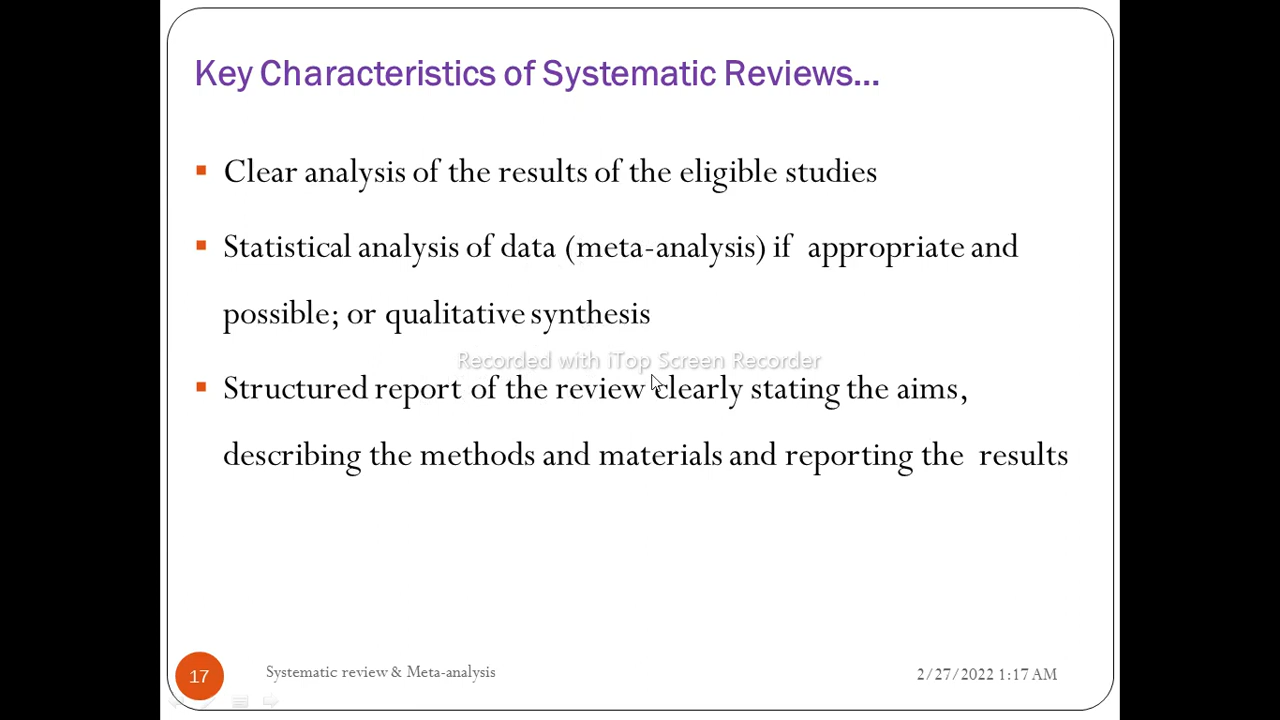 Key Characteristics of Systematic Reviews...
Clear analysis of the results of the eligible studies
Statistical analysis of data (meta-analysis) if appropriate and
possible; or qualitative synthesis
Recorded with iTop Screen Recorder
Structured report of the review clearly stating the aims,
describing the methods and materials and reporting the results
17
Systematic review & Meta-analysis
2/27/2022 1:17 AM